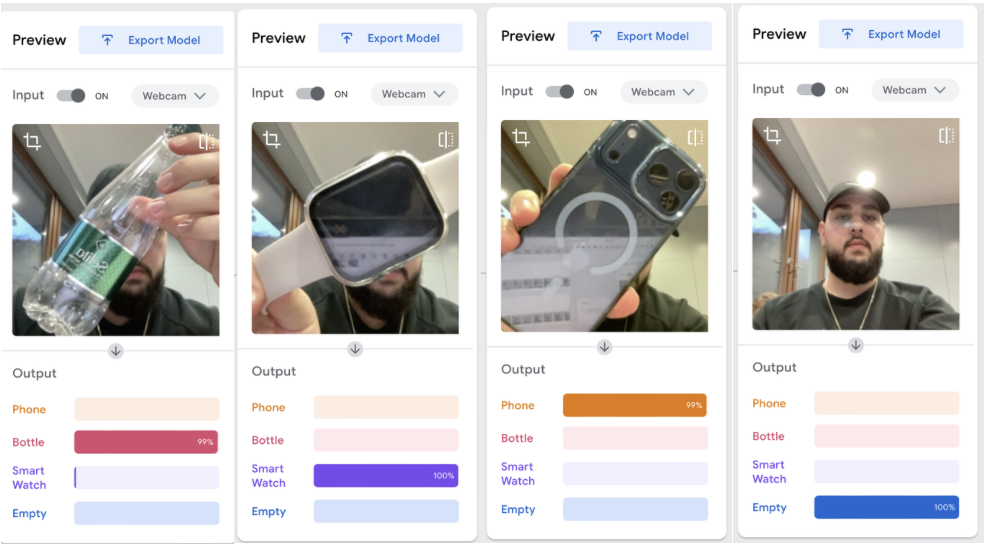 Preview
Export Model
Input
ON
Webcam
Output
Phone
Bottle
99%
Smart
Watch
Empty
Preview
Export Model
Input
ON
Webcam
Output
Phone
Bottle
Smart
Watch
100%
Empty
Preview
Export Model
Input
ON
Webcam
Output
Phone
99%
Bottle
Smart
Watch
Empty
Preview
Export Model
Input
ON
Webcam
Output
Phone
Bottle
Smart
Watch
Empty
100%